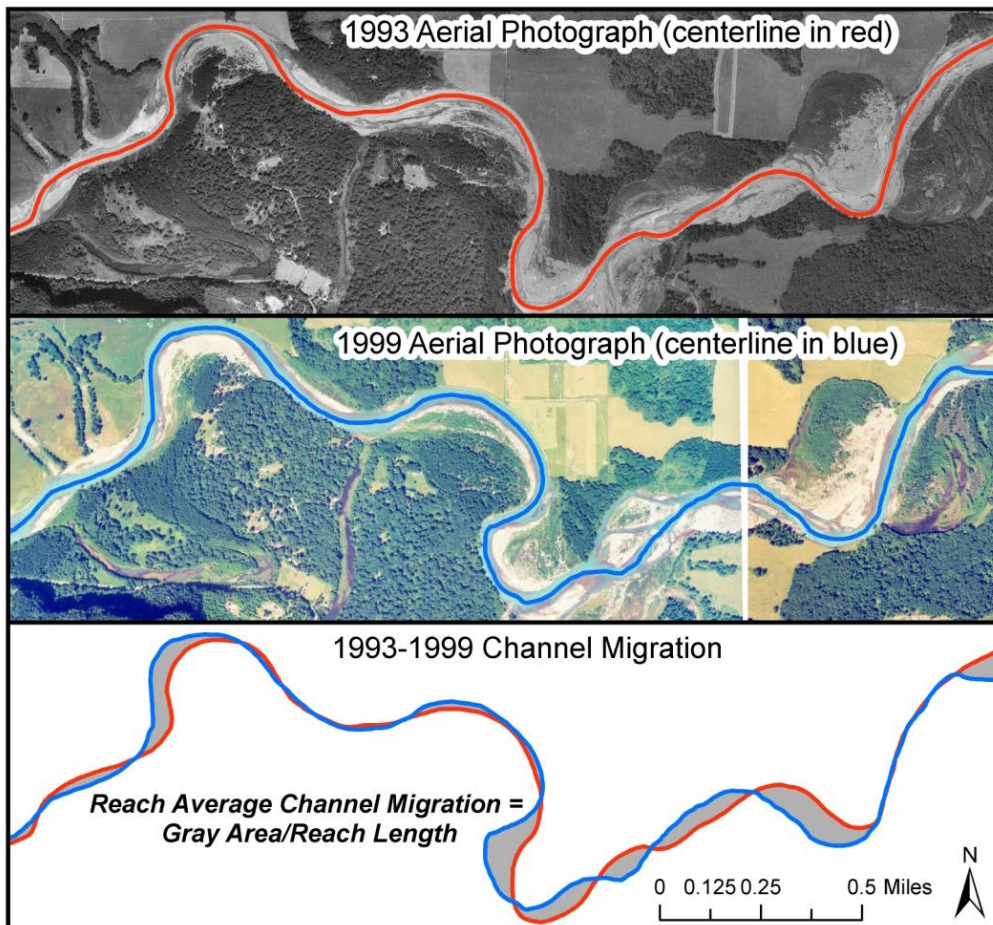 1993 Aerial Photograph (centerline in red)
1999 Aerial Photograph (centerline in blue)
1993-1999 Channel Migration
Reach Average Channel Migration =
Gray Area/Reach Length
N
0 0.125 0.25 0.5 Miles